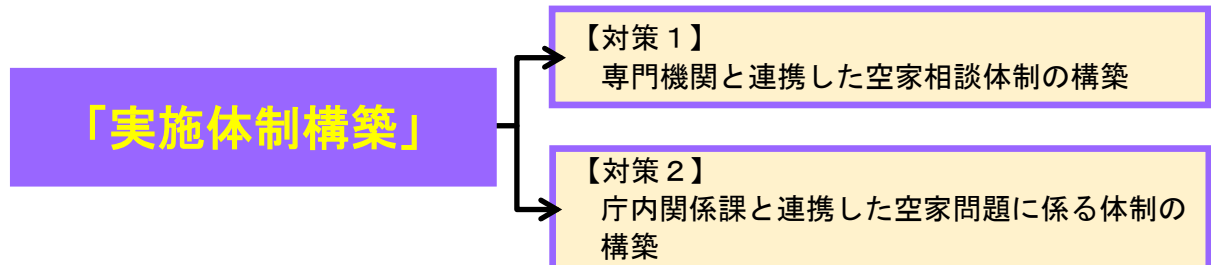 「実施体制構築」
【対策１】
専門機関と連携した空家相談体制の構築
【対策２】
庁内関係課と連携した空家問題に係る体制の
構築